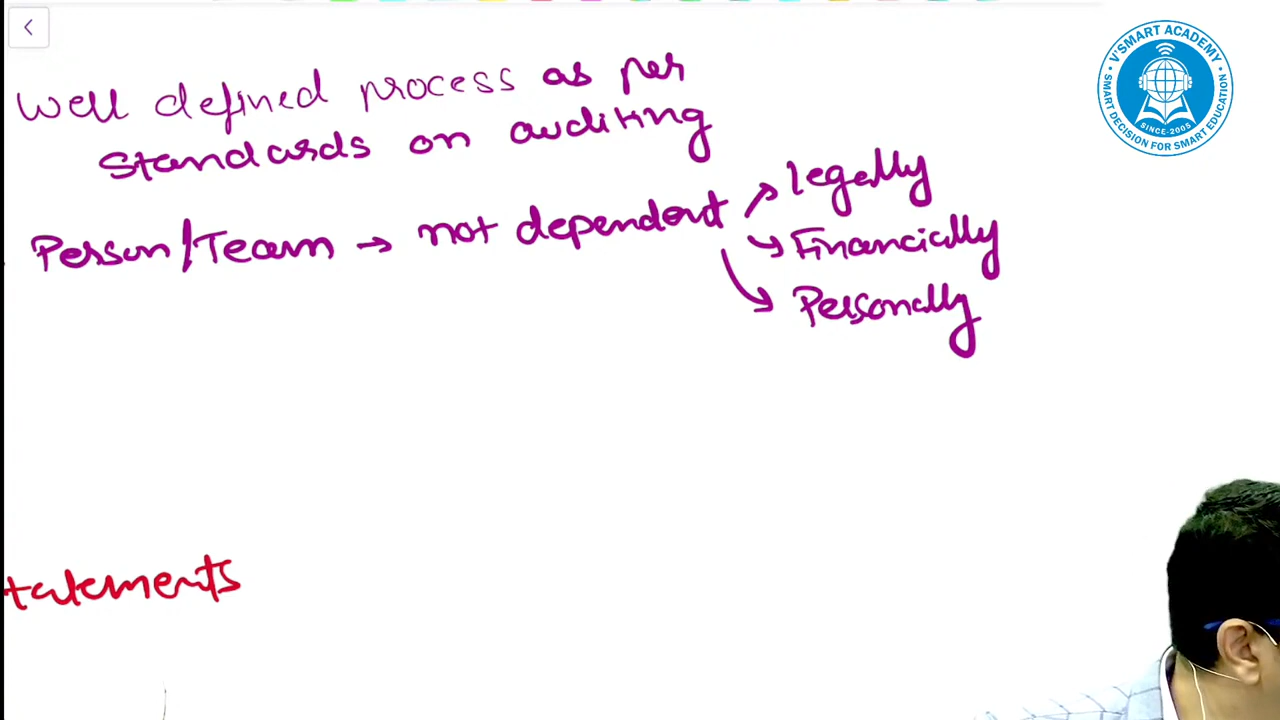 Well defined process as per
standards on auditing
Person/Team → not dependent
Legally
Financially
Personally
tatements
V'SMART ACADEMY
SMART DECISION FOR SMART EDUCATION
SINCE-2005